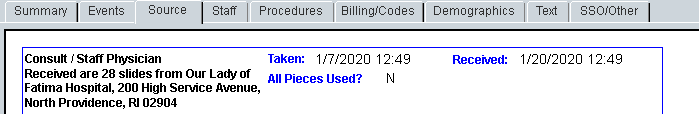 Summary Events Source Staff Procedures Billing/Codes Demographics Text SSO/Other
Consult / Staff Physician Taken: 1/7/2020 12:49 Received: 1/20/2020 12:49
Received are 28 slides from Our Lady of
Fatima Hospital, 200 High Service Avenue, All Pieces Used? N
North Providence, RI 02904